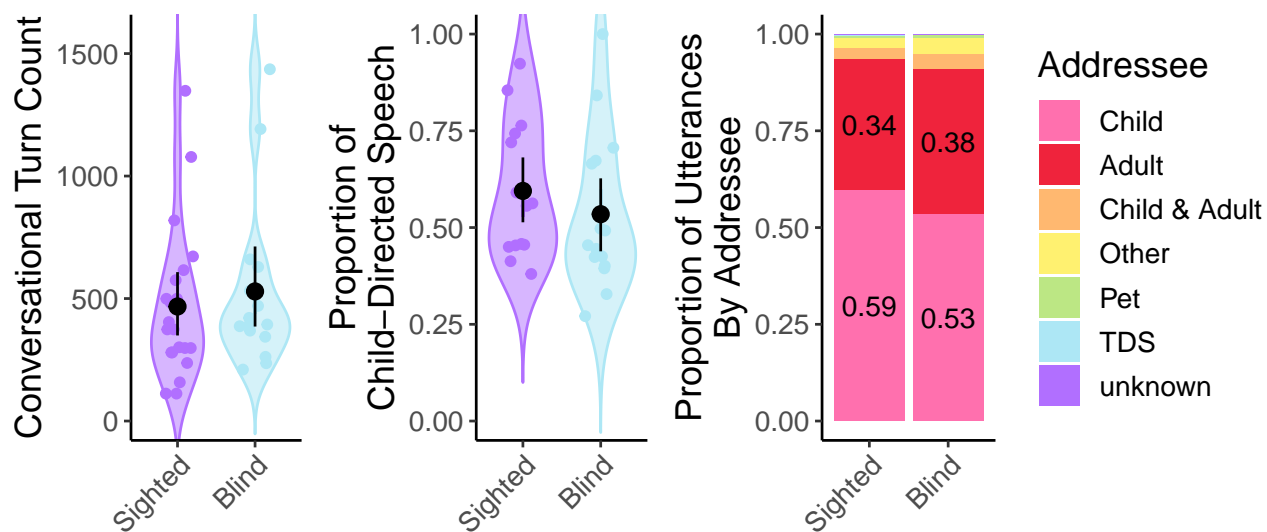 Conversational Turn Count
1500
1000
500
0
Sighted
Blind
Proportion of
Child–Directed Speech
1.00
0.75
0.50
0.25
0.00
Sighted
Blind
Proportion of Utterances
By Addressee
1.00
0.75
0.50
0.25
0.00
0.34
0.38
0.59
0.53
Sighted
Blind
Addressee
Child
Adult
Child & Adult
Other
Pet
TDS
unknown